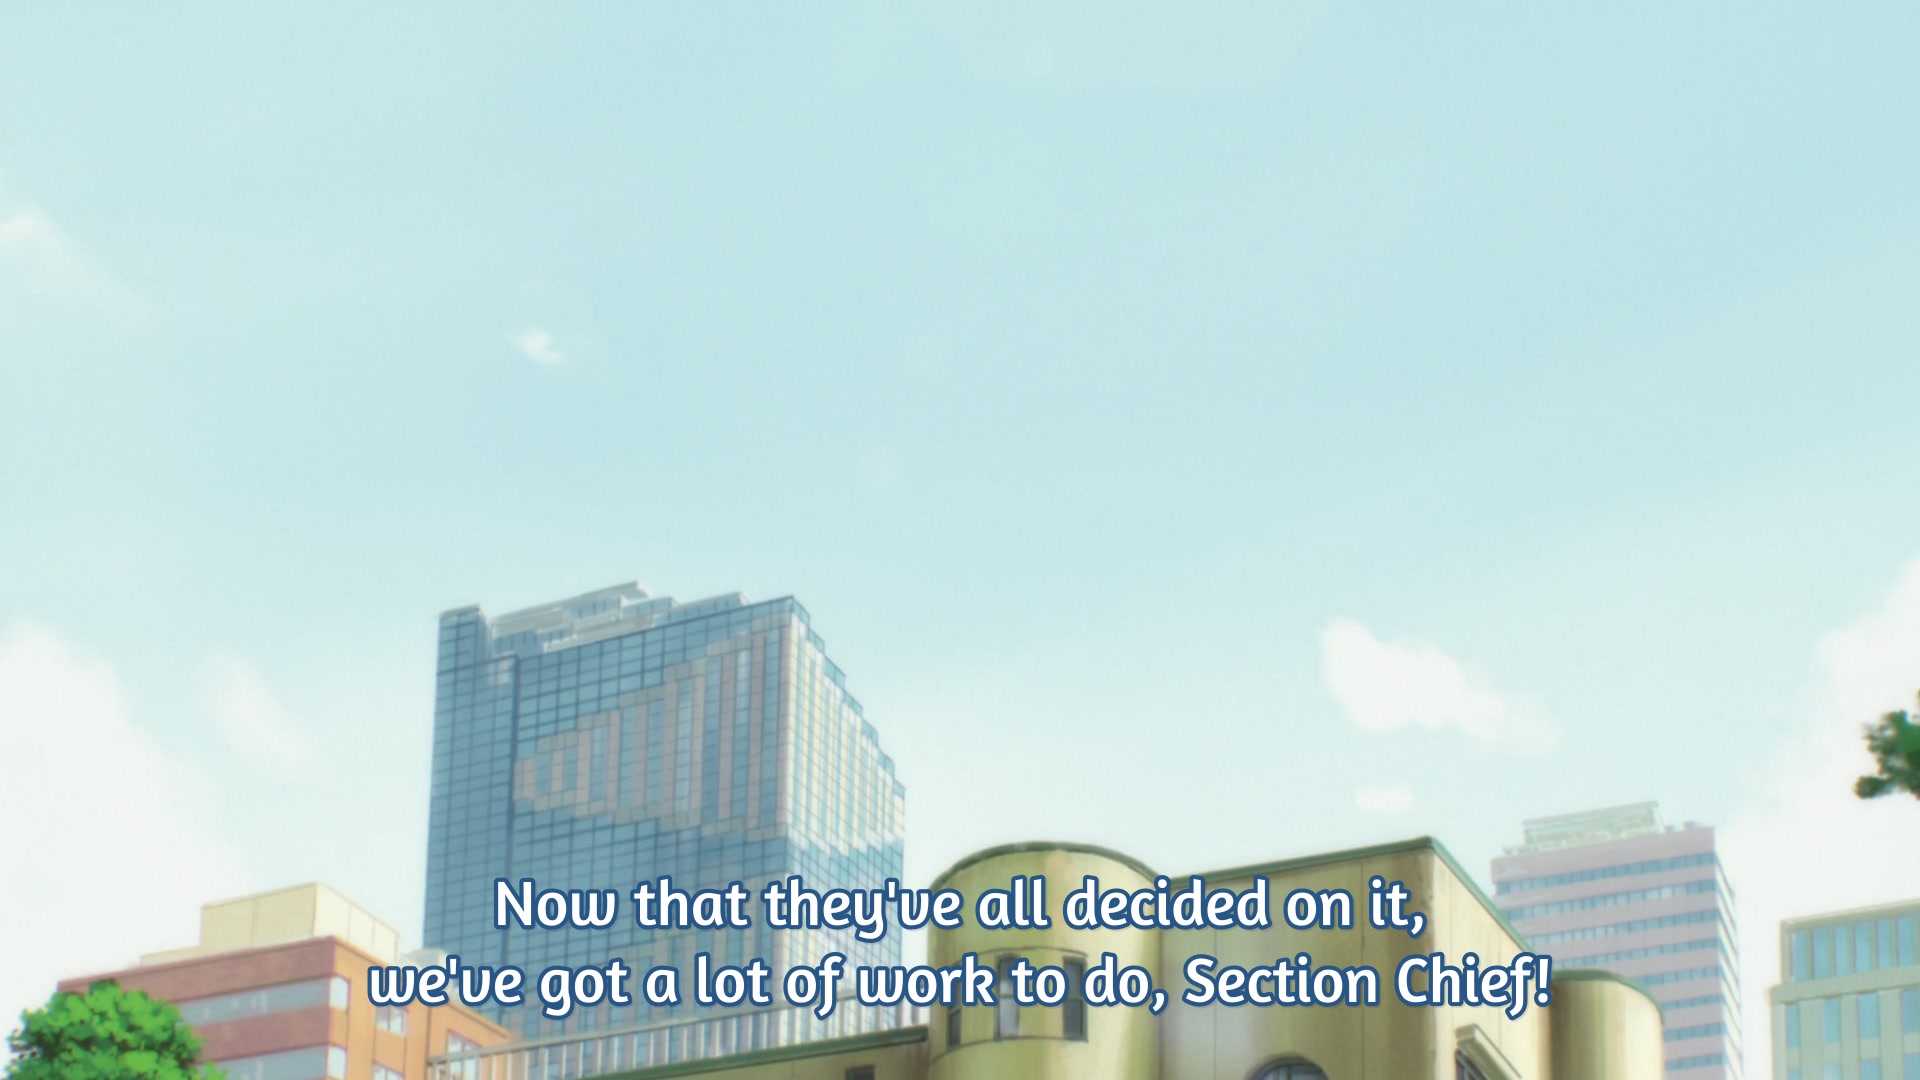 Now that they've all decided on it,
we've got a lot of work to do, Section Chief!